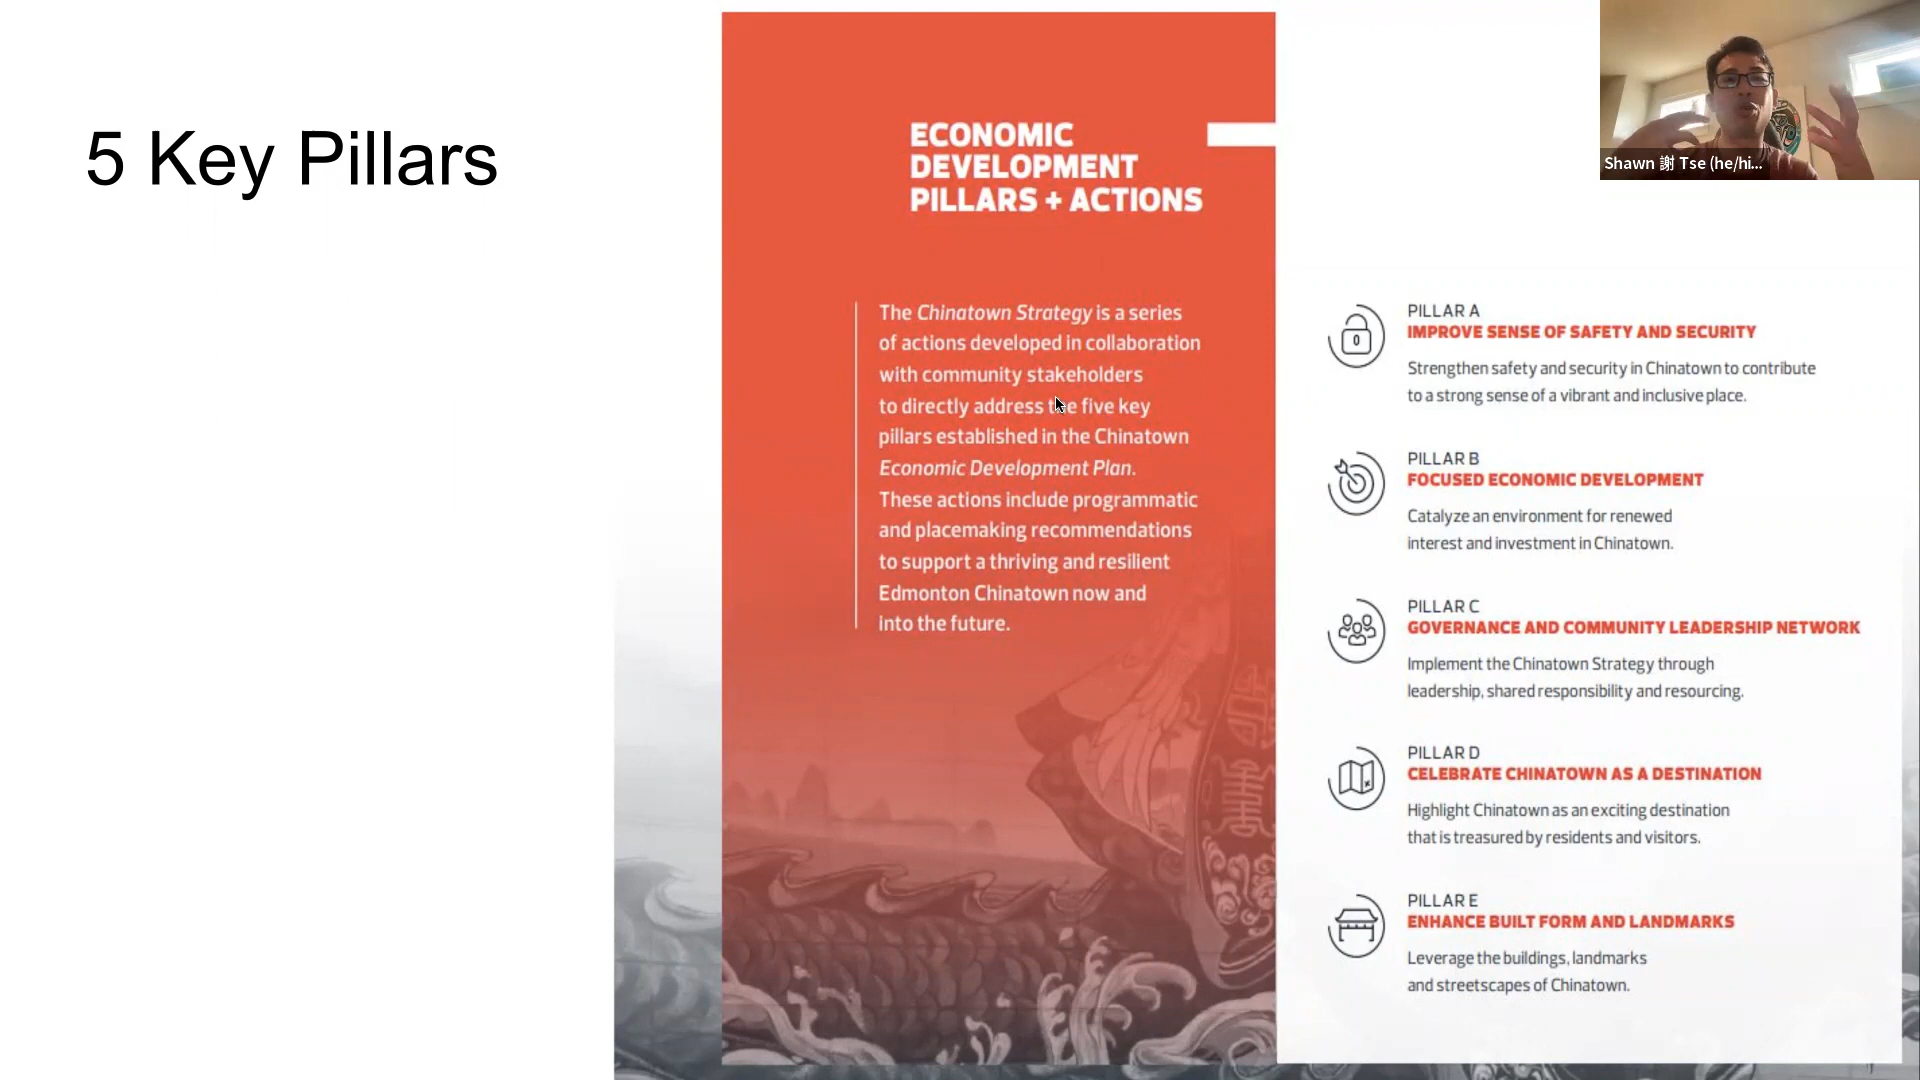 5 Key Pillars
ECONOMIC
DEVELOPMENT
PILLARS + ACTIONS
The Chinatown Strategy is a series
of actions developed in collaboration
with community stakeholders
to directly address the five key
pillars established in the Chinatown
Economic Development Plan.
These actions include programmatic
and placemaking recommendations
to support a thriving and resilient
Edmonton Chinatown now and
into the future.
PILLAR A
IMPROVE SENSE OF SAFETY AND SECURITY
Strengthen safety and security in Chinatown to contribute
to a strong sense of a vibrant and inclusive place.
PILLAR B
FOCUSED ECONOMIC DEVELOPMENT
Catalyze an environment for renewed
interest and investment in Chinatown.
PILLAR C
GOVERNANCE AND COMMUNITY LEADERSHIP NETWORK
Implement the Chinatown Strategy through
leadership, shared responsibility and resourcing.
PILLAR D
CELEBRATE CHINATOWN AS A DESTINATION
Highlight Chinatown as an exciting destination
that is treasured by residents and visitors.
PILLAR E
ENHANCE BUILT FORM AND LANDMARKS
Leverage the buildings, landmarks
and streetscapes of Chinatown.
Shawn 謝 Tse (he/hi...